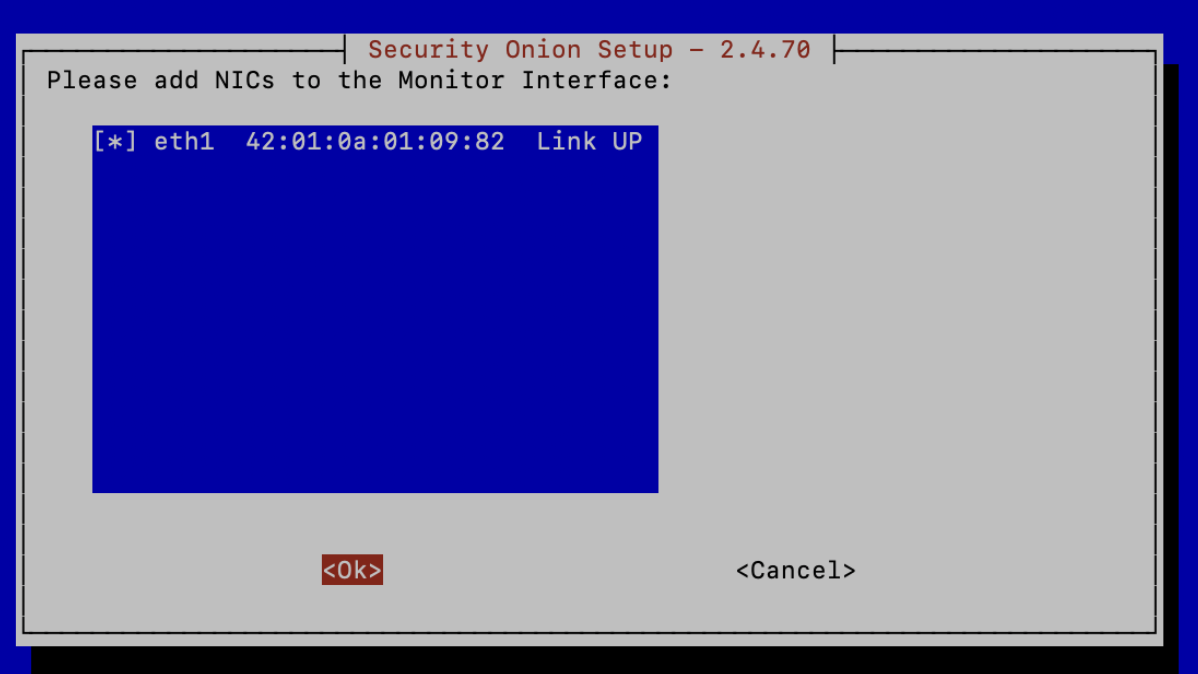 Security Onion Setup – 2.4.70
Please add NICs to the Monitor Interface:
[*] eth1  42:01:0a:01:09:82  Link UP
<Ok>
<Cancel>